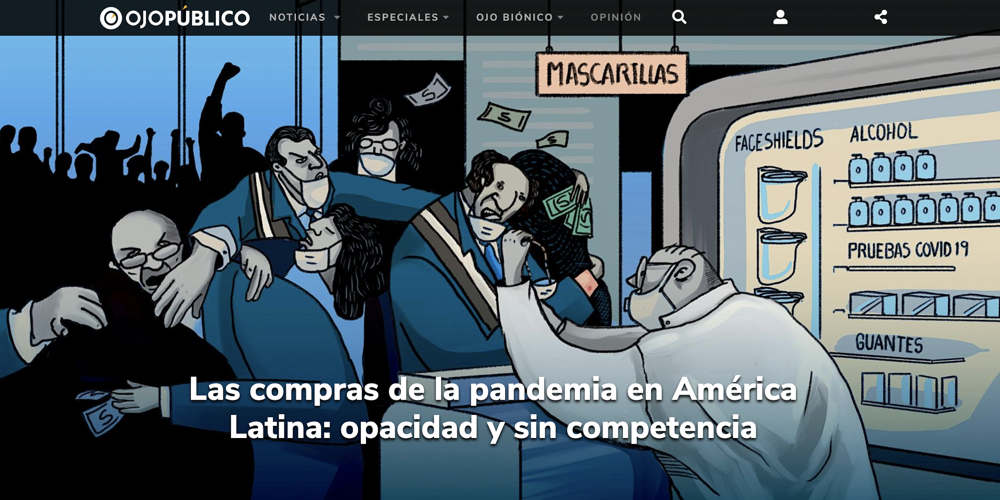 OJOPÚBLICO NOTICIAS ESPECIALES OJO BIÓNICO OPINIÓN
MASCARILLAS
FACESHIELDS ALCOHOL
PRUEBAS COVID 19
GUANTES
Las compras de la pandemia en América
Latina: opacidad y sin competencia